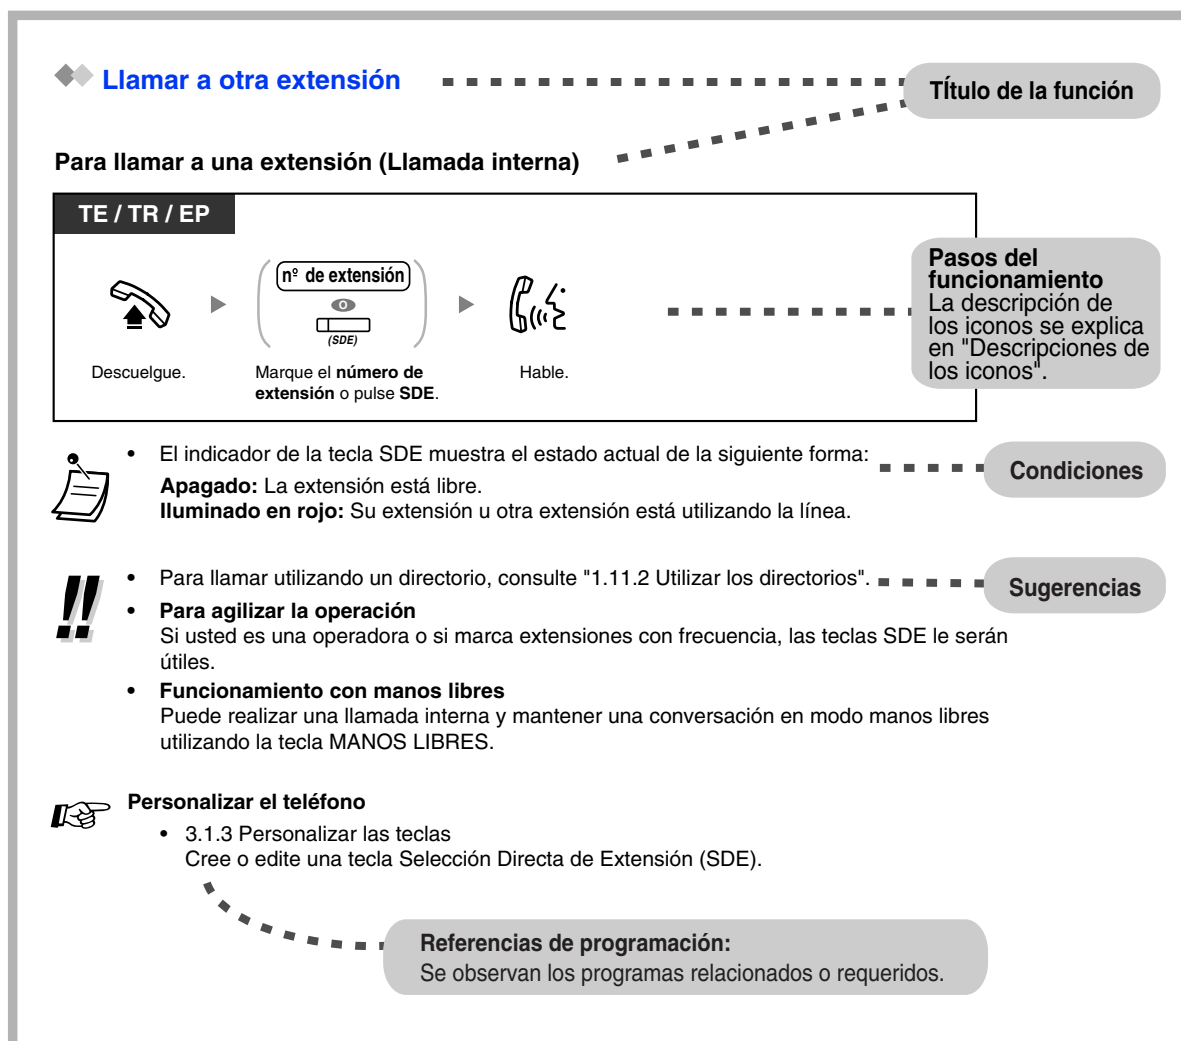 Llamar a otra extensión
TÍtulo de la función
Para llamar a una extensión (Llamada interna)
TE / TR / EP
nº de extensión
O
(SDE)
Descuelgue.
Marque el número de
extensión o pulse SDE.
Hable.
Pasos del
funcionamiento
La descripción de
los iconos se explica
en "Descripciones de
los iconos".
• El indicador de la tecla SDE muestra el estado actual de la siguiente forma:
Apagado: La extensión está libre.
Iluminado en rojo: Su extensión u otra extensión está utilizando la línea.
Condiciones
• Para llamar utilizando un directorio, consulte "1.11.2 Utilizar los directorios".
Sugerencias
• Para agilizar la operación
Si usted es una operadora o si marca extensiones con frecuencia, las teclas SDE le serán
útiles.
• Funcionamiento con manos libres
Puede realizar una llamada interna y mantener una conversación en modo manos libres
utilizando la tecla MANOS LIBRES.
Personalizar el teléfono
• 3.1.3 Personalizar las teclas
Cree o edite una tecla Selección Directa de Extensión (SDE).
Referencias de programación:
Se observan los programas relacionados o requeridos.